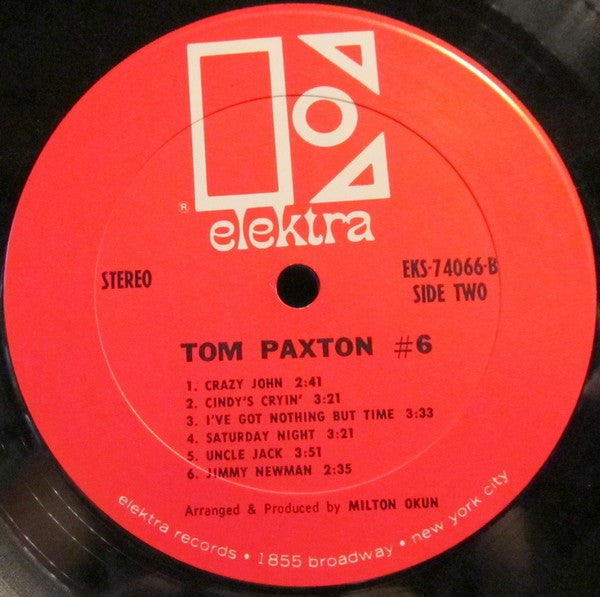 ®
elektra
STEREO
EKS-74066-B
SIDE TWO
TOM PAXTON #6
1. CRAZY JOHN 2:41
2. CINDY'S CRYIN' 3:21
3. I'VE GOT NOTHING BUT TIME 3:33
4. SATURDAY NIGHT 3:21
5. UNCLE JACK 3:51
6. JIMMY NEWMAN 2:35
Arranged & Produced by MILTON OKUN
elektra records • 1855 broadway • new york city